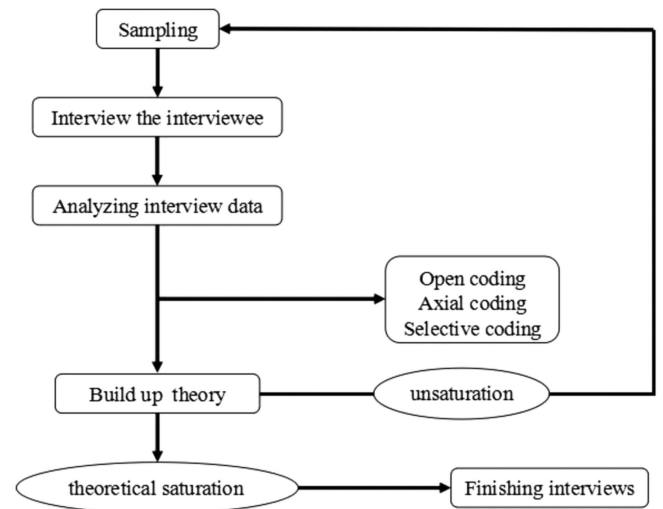 Sampling
Interview the interviewee
Analyzing interview data
Open coding
Axial coding
Selective coding
Build up theory
unsaturation
theoretical saturation
Finishing interviews